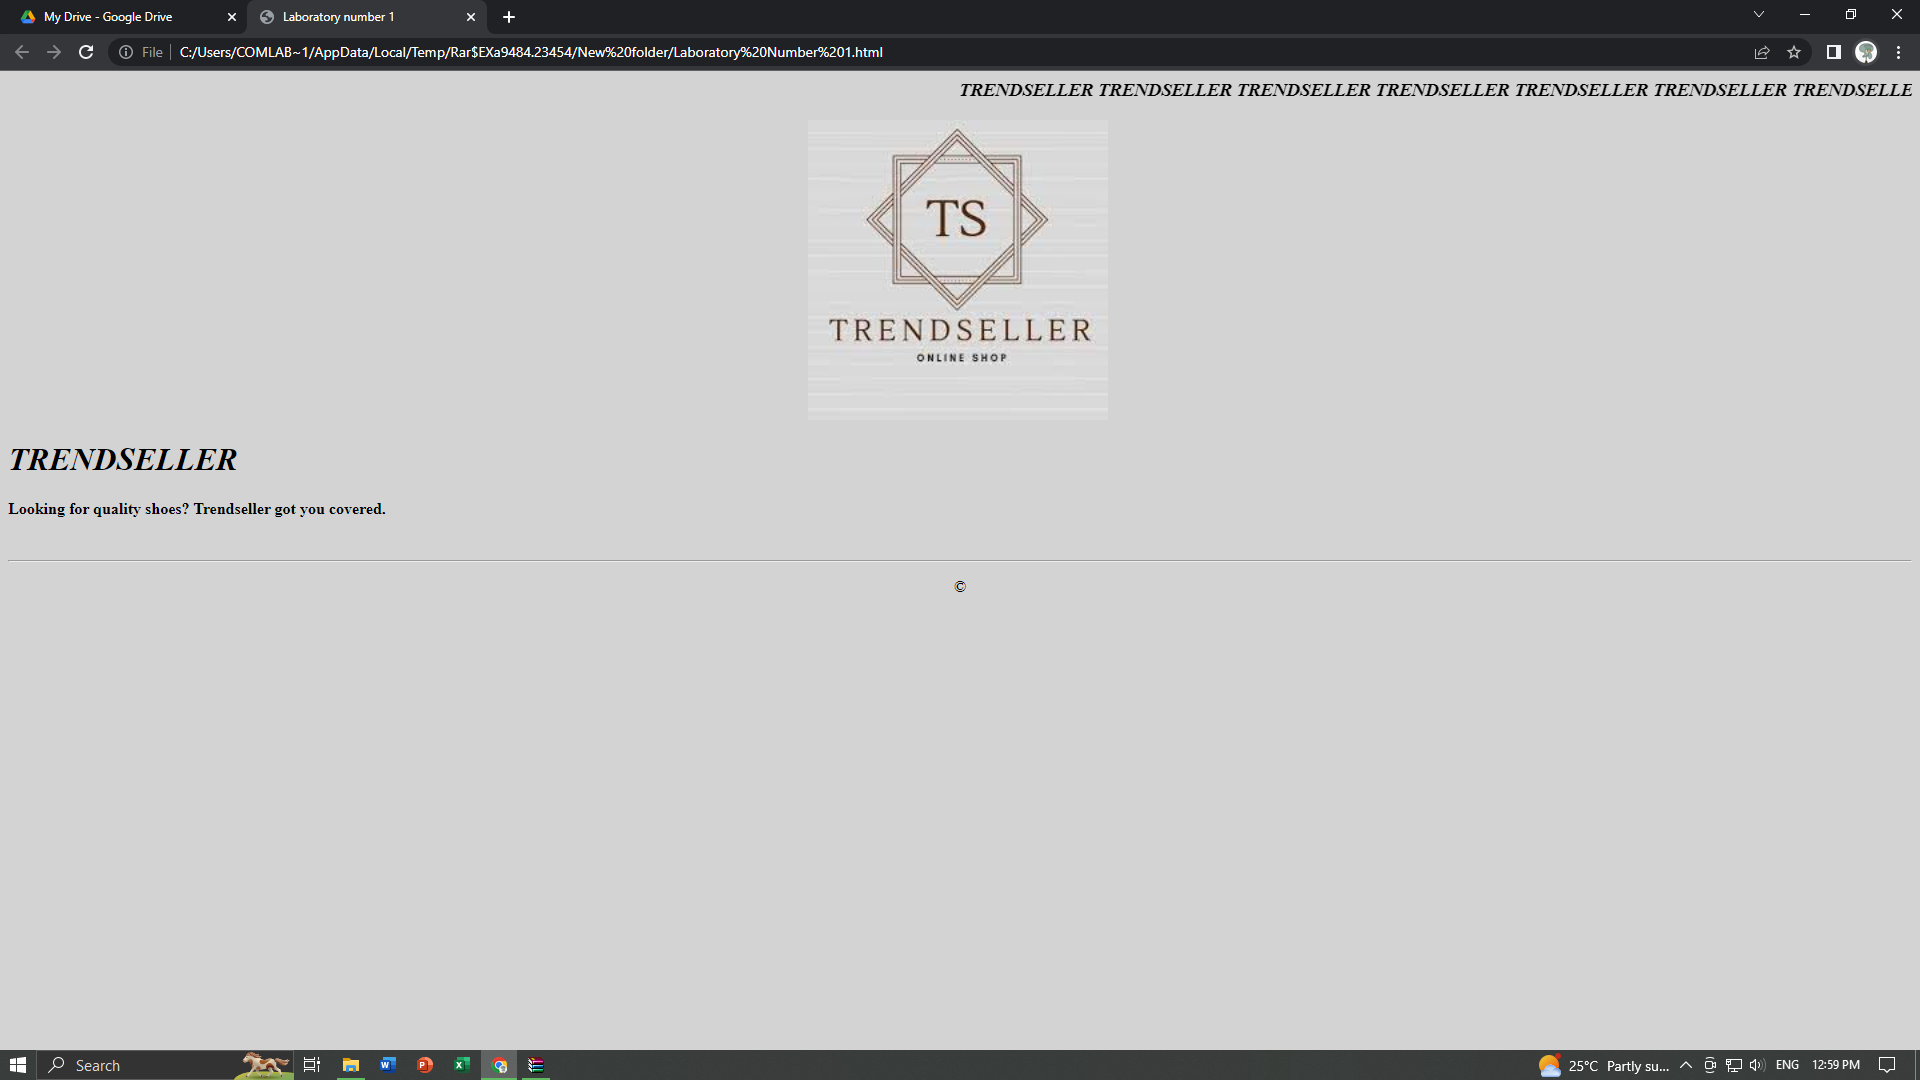 My Drive - Google Drive
Laboratory number 1
File
C:/Users/COMLAB~1/AppData/Local/Temp/Rar$EXa9484.23454/New%20folder/Laboratory%20Number%201.html
TRENDSELLER TRENDSELLER TRENDSELLER TRENDSELLER TRENDSELLER TRENDSELLER TRENDSELLE
TS
TRENDSELLER
ONLINE SHOP
TRENDSELLER
Looking for quality shoes? Trendseller got you covered.
©
Search
25°C Partly su...
ENG
12:59 PM